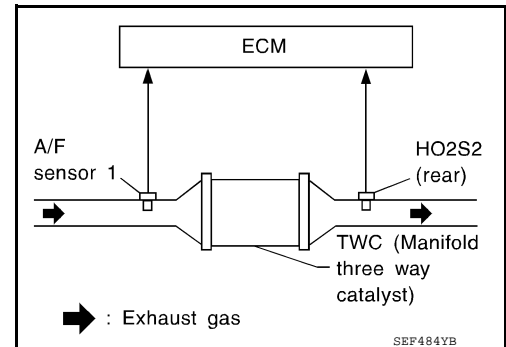 ECM
A/F
sensor 1
HO2S2
(rear)
TWC (Manifold
three way
catalyst)
: Exhaust gas
SEF484YB